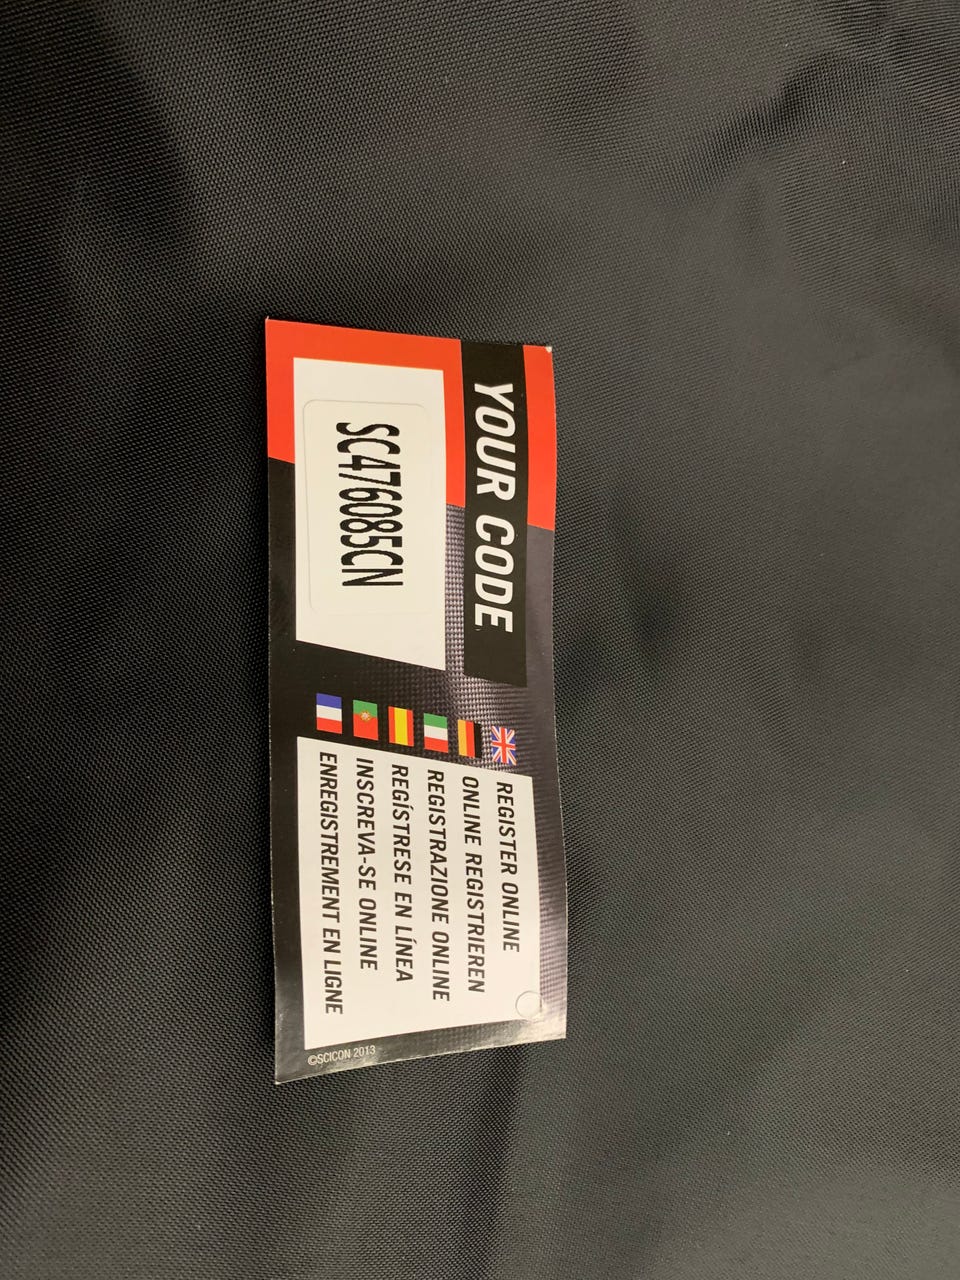 YOUR CODE
SC476085CN
REGISTER ONLINE
ONLINE REGISTRIEREN
REGISTRAZIONE ONLINE
REGÍSTRESE EN LÍNEA
INSCREVA-SE ONLINE
ENREGISTREMENT EN LIGNE
©SCICON 2013